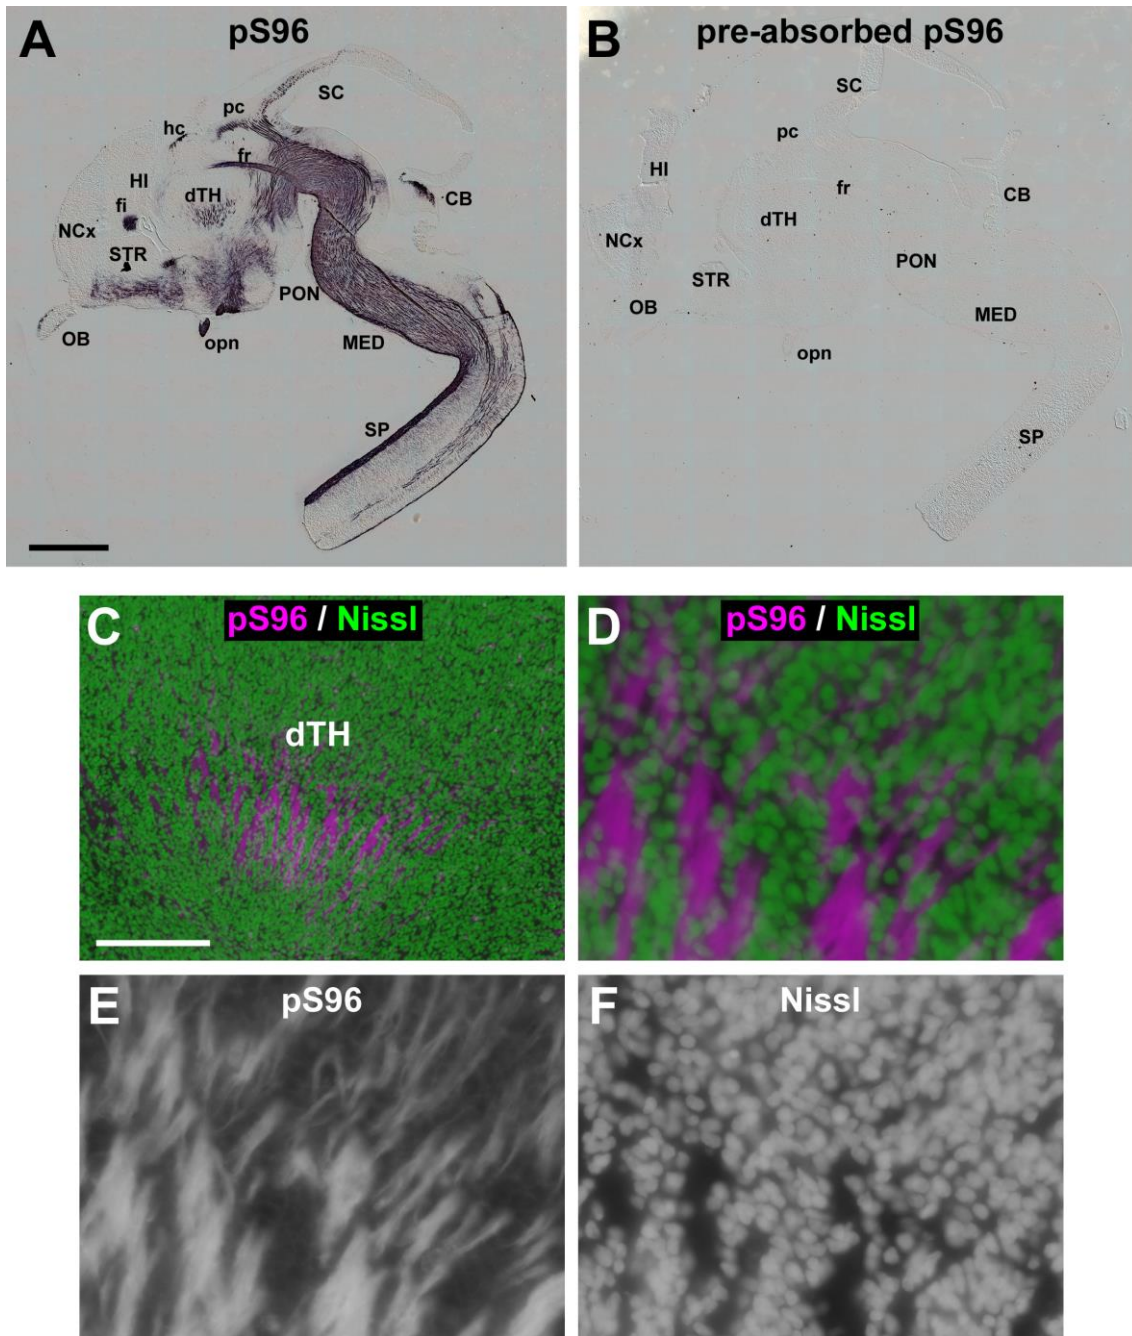 A pS96
SC
pc
hc
fr
HI
dTH
fi
CB
NCx
STR
PON
OB
opn
MED
SP
B pre-absorbed pS96
SC
pc
HI
fr
CB
dTH
NCx
PON
STR
OB
MED
opn
SP
C pS96 / Nissl
dTH
D pS96 / Nissl
E pS96
F Nissl